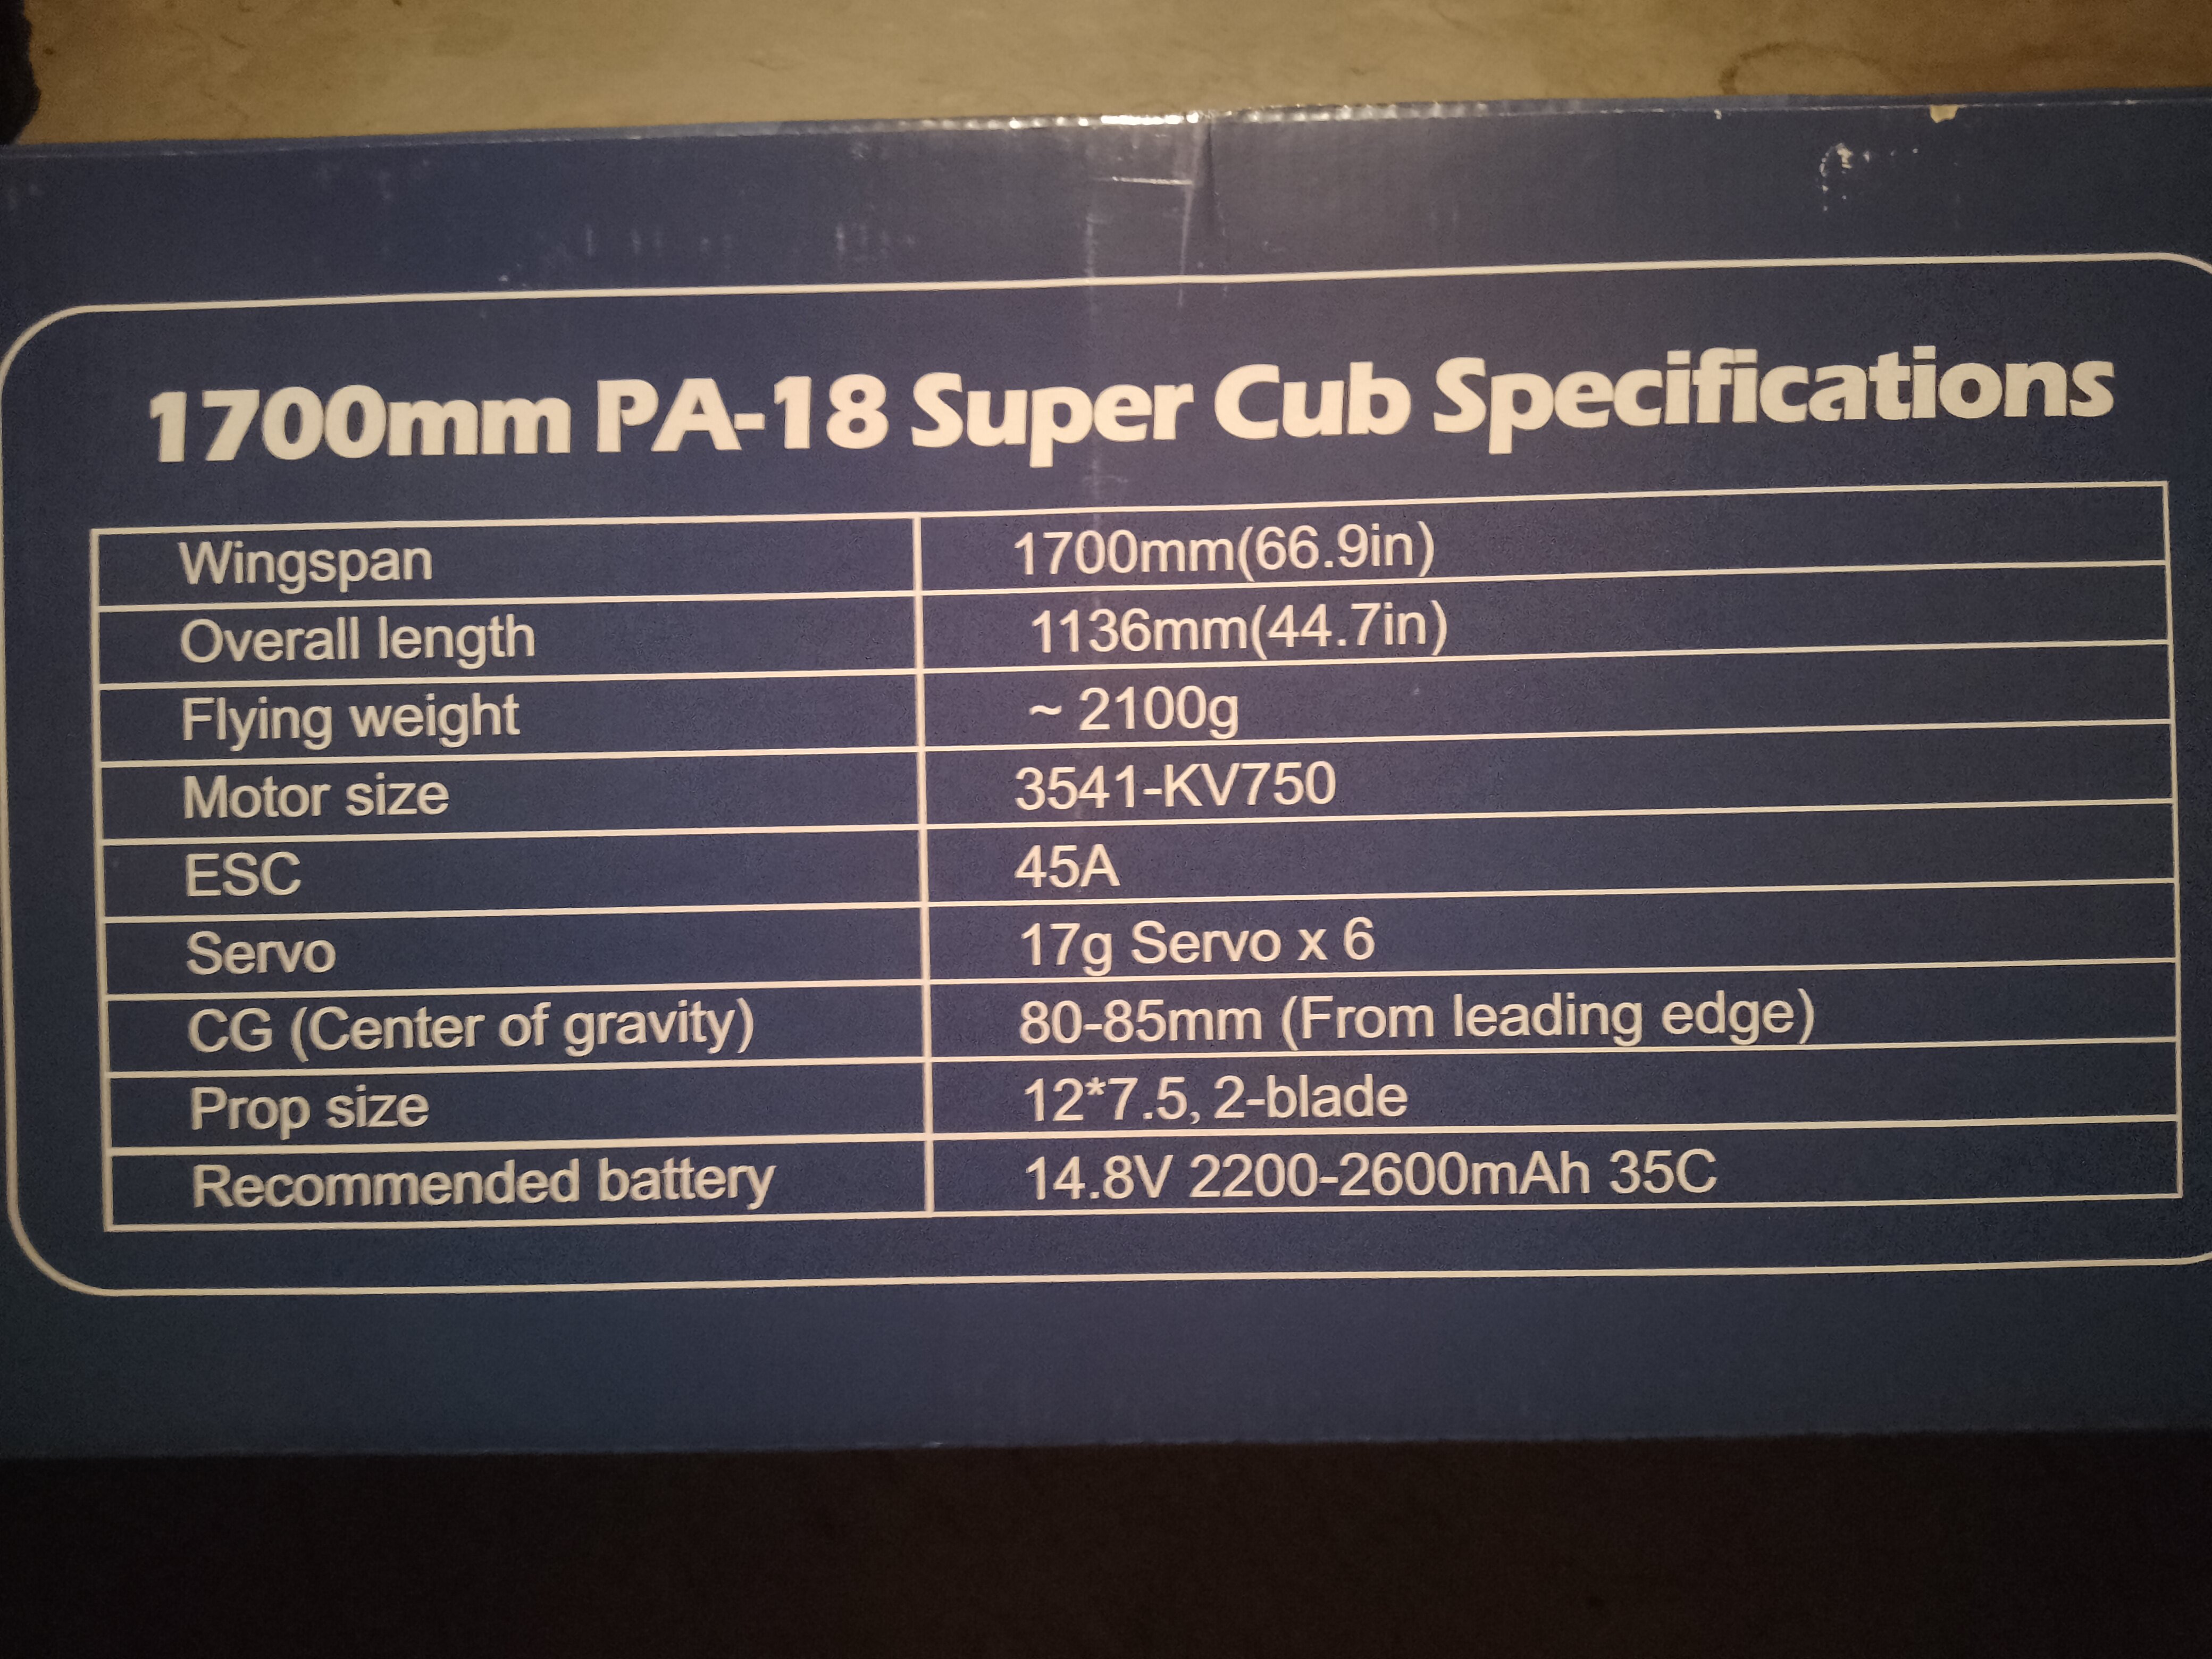 1700mm PA-18 Super Cub Specifications
Wingspan 1700mm(66.9in)
Overall length 1136mm(44.7in)
Flying weight ~ 2100g
Motor size 3541-KV750
ESC 45A
Servo 17g Servo x 6
CG (Center of gravity) 80-85mm (From leading edge)
Prop size 12*7.5, 2-blade
Recommended battery 14.8V 2200-2600mAh 35C